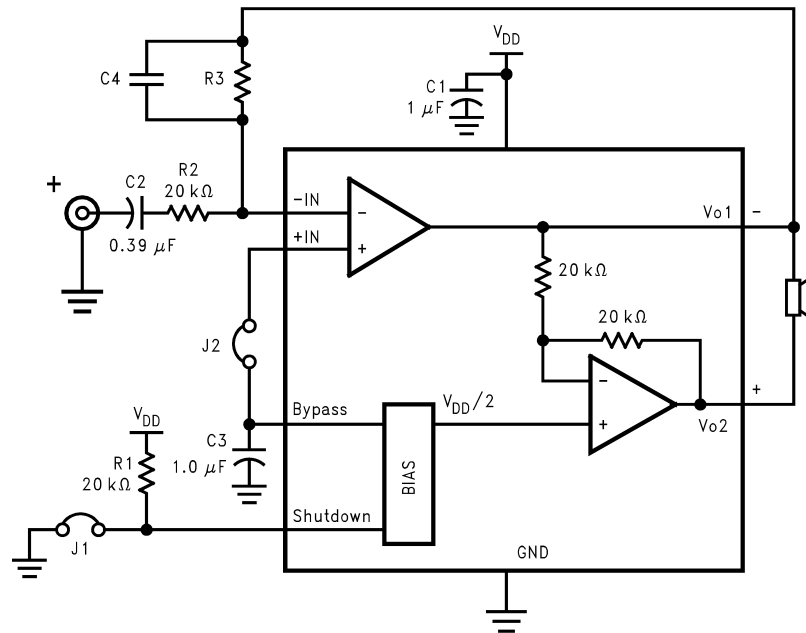 V_DD
C4
R3
C1
1 μF
+
C2
0.39 μF
R2
20 kΩ
-IN
+IN
-
+
Vo1
-
20 kΩ
20 kΩ
J2
-
+
+
Vo2
Bypass
V_DD/2
C3
1.0 μF
V_DD
R1
20 kΩ
BIAS
Shutdown
J1
GND